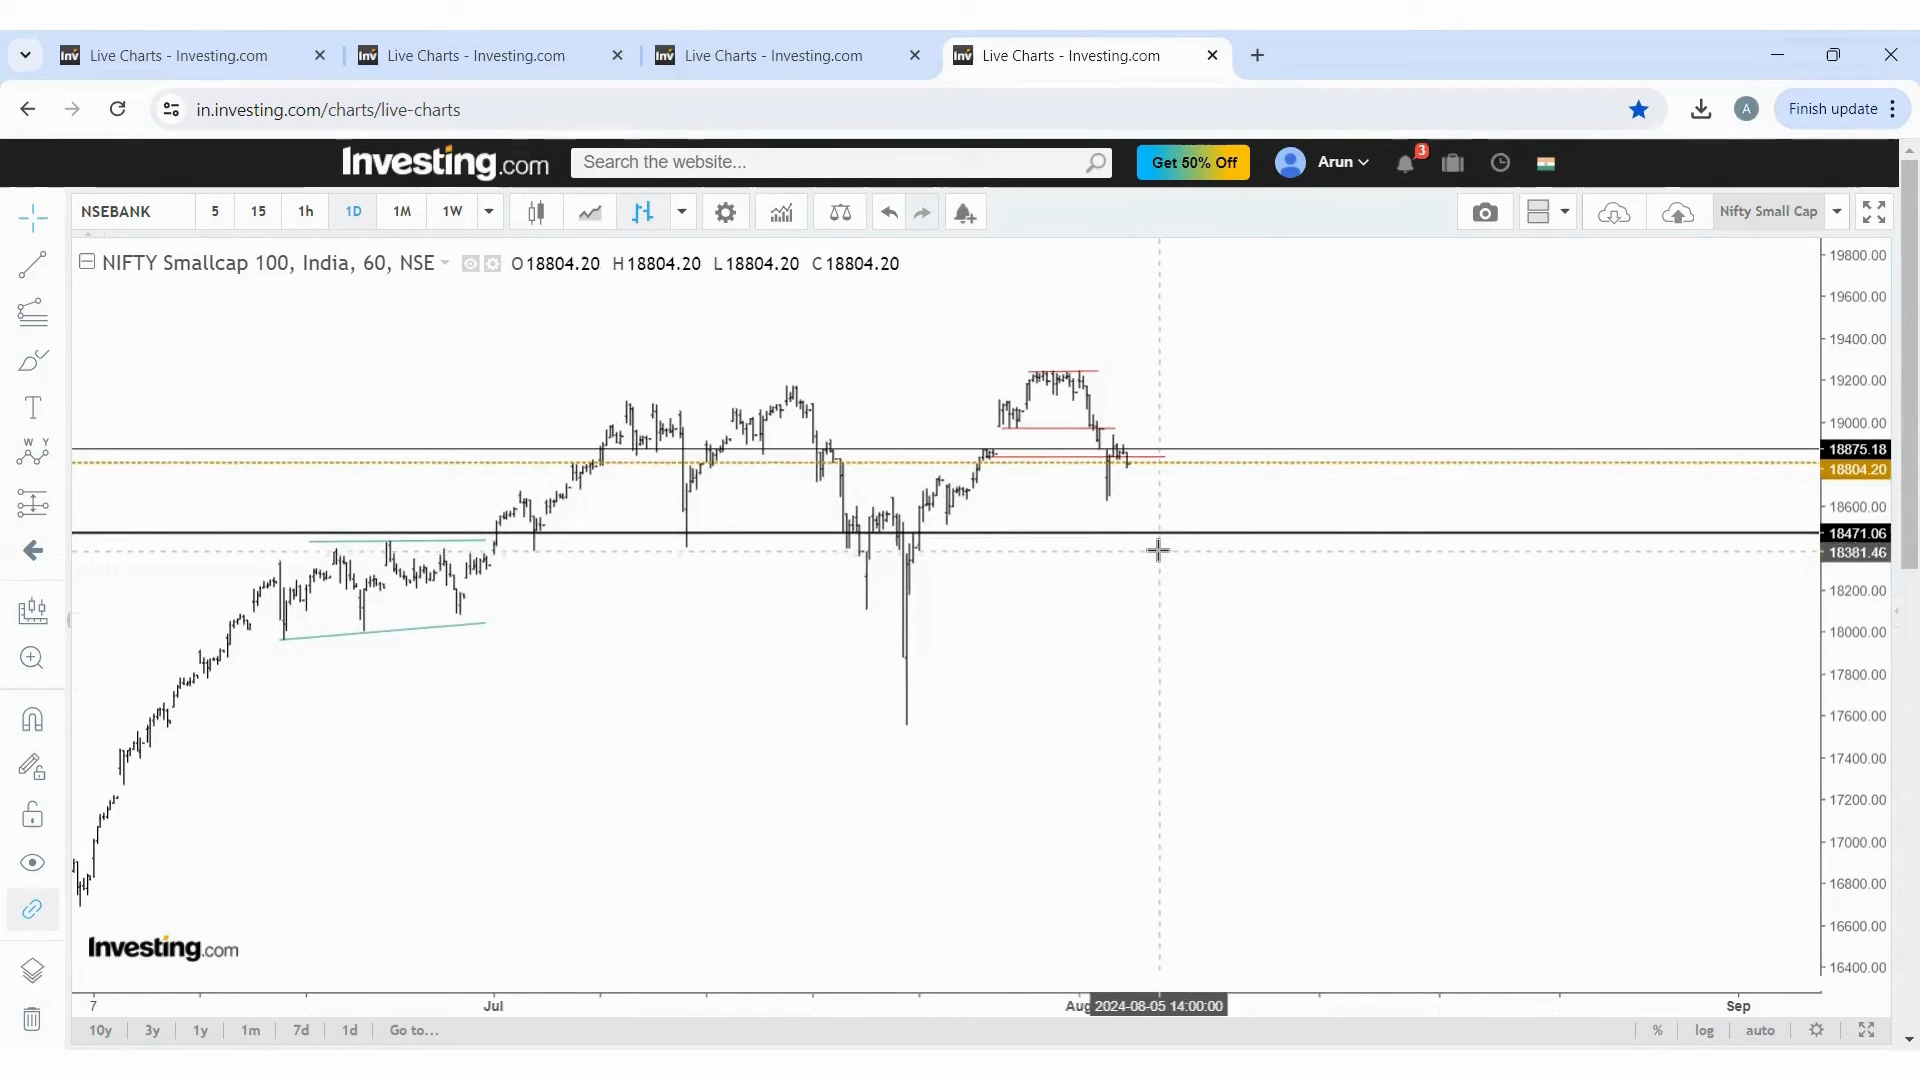 Live Charts - Investing.com
Live Charts - Investing.com
Live Charts - Investing.com
Live Charts - Investing.com
in.investing.com/charts/live-charts
A
Finish update
Investing.com
Search the website...
Get 50% Off
Arun
3
NSEBANK
5
15
1h
1D
1M
1W
Nifty Small Cap
NIFTY Smallcap 100, India, 60, NSE
O 18804.20 H 18804.20 L 18804.20 C 18804.20
19800.00
19600.00
19400.00
19200.00
19000.00
18875.18
18804.20
18600.00
18471.06
18381.46
18200.00
18000.00
17800.00
17600.00
17400.00
17200.00
17000.00
16800.00
16600.00
16400.00
T
W Y
Investing.com
7
Jul
Aug
2024-08-05 14:00:00
Sep
10y
3y
1y
1m
7d
1d
Go to...
%
log
auto